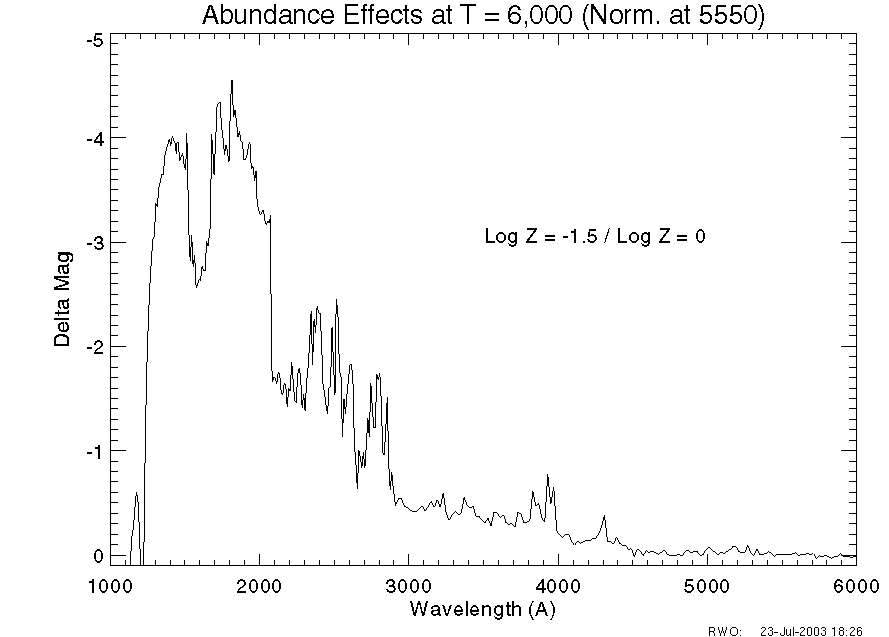 Abundance Effects at T = 6,000 (Norm. at 5550)
-5
-4
-3
-2
-1
0
Delta Mag
Log Z = -1.5 / Log Z = 0
1000 2000 3000 4000 5000 6000
Wavelength (A)
RWO: 23-Jul-2003 18:26